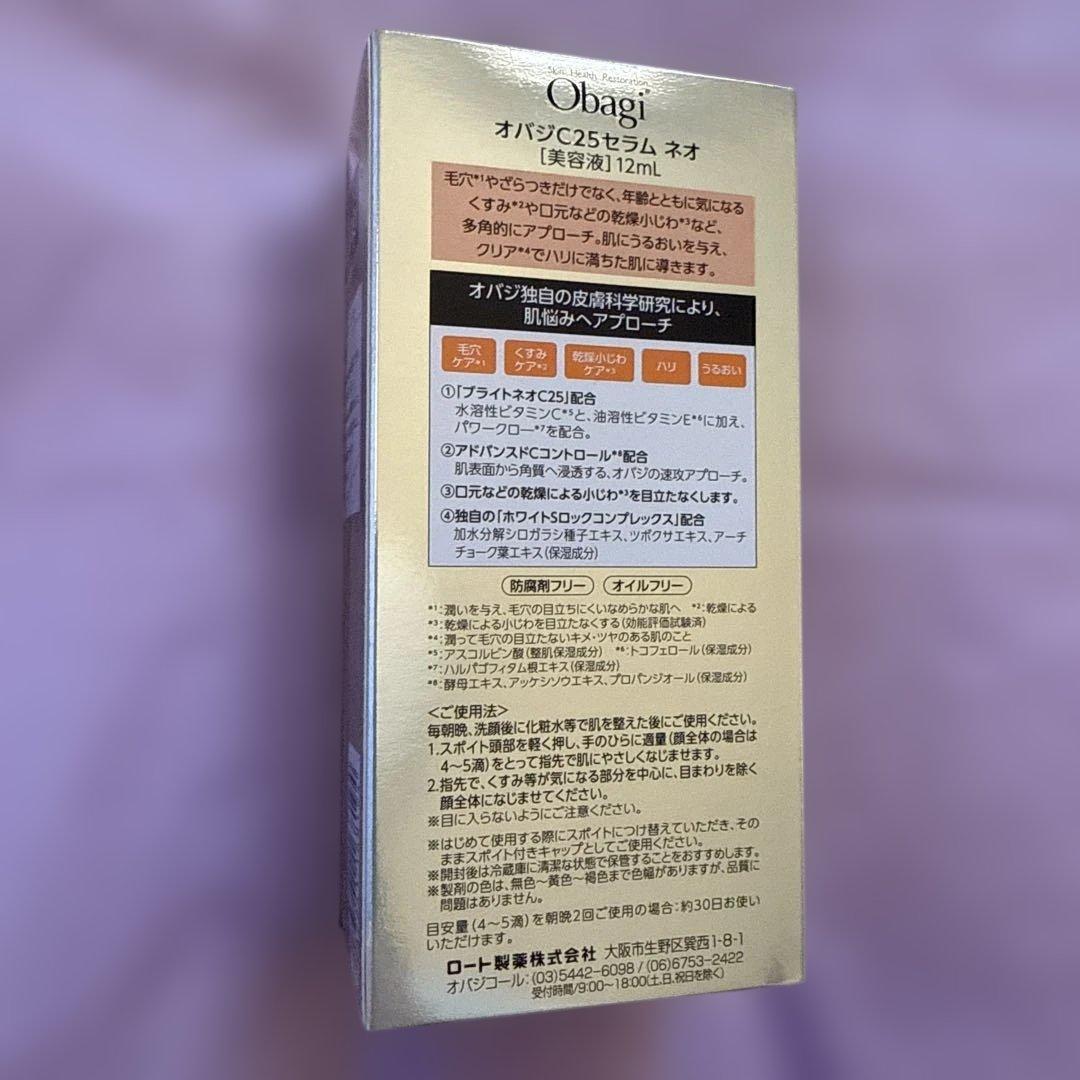 Skin Health Restoration
Obagi
オバジC25セラム ネオ
[美容液]12mL
毛穴*1やざらつきだけでなく、年齢とともに気になる
くすみ*2や口元などの乾燥小じわ*3など、
多角的にアプローチ。肌にうるおいを与え、
クリア*4でハリに満ちた肌に導きます。
オバジ独自の皮膚科学研究により、
肌悩みへアプローチ
毛穴ケア*1 くすみケア*2 乾燥小じわケア*3 ハリ うるおい
①「ブライトネオC25」配合
水溶性ビタミンC*5と、油溶性ビタミンE*6に加え、
パワークロー*7を配合。
②アドバンスドCコントロール*8配合
肌表面から角質へ浸透する、オバジの速攻アプローチ。
③口元などの乾燥による小じわ*3を目立たなくします。
④独自の「ホワイトSロックコンプレックス」配合
加水分解シロガラシ種子エキス、ツボクサエキス、アーチ
チョーク葉エキス(保湿成分)
防腐剤フリー オイルフリー
*1:潤いを与え、毛穴の目立ちにくいなめらかな肌へ *2:乾燥による
*3:乾燥による小じわを目立たなくする(効能評価試験済)
*4:潤って毛穴の目立たないキメ・ツヤのある肌のこと
*5:アスコルビン酸(整肌保湿成分) *6:トコフェロール(保湿成分)
*7:ハルパゴフィタム根エキス(保湿成分)
*8:酵母エキス、アッケシソウエキス、プロパンジオール(保湿成分)
<ご使用法>
毎朝晩、洗顔後に化粧水等で肌を整えた後にご使用ください。
1.スポイト頭部を軽く押し、手のひらに適量(顔全体の場合は
4〜5滴)をとって指先で肌にやさしくなじませます。
2.指先で、くすみ等が気になる部分を中心に、目まわりを除く
顔全体になじませてください。
※目に入らないようにご注意ください。
※はじめて使用する際にスポイトにつけ替えていただき、その
ままスポイト付きキャップとしてご使用ください。
※開封後は冷蔵庫に清潔な状態で保管することをおすすめします。
※製剤の色は、無色〜黄色〜褐色まで色幅がありますが、品質に
問題はありません。
目安量(4〜5滴)を朝晩2回ご使用の場合:約30日お使い
いただけます。
ロート製薬株式会社 大阪市生野区巽西1-8-1
オバジコール:(03)5442-6098/(06)6753-2422
受付時間/9:00〜18:00(土、日、祝日を除く)